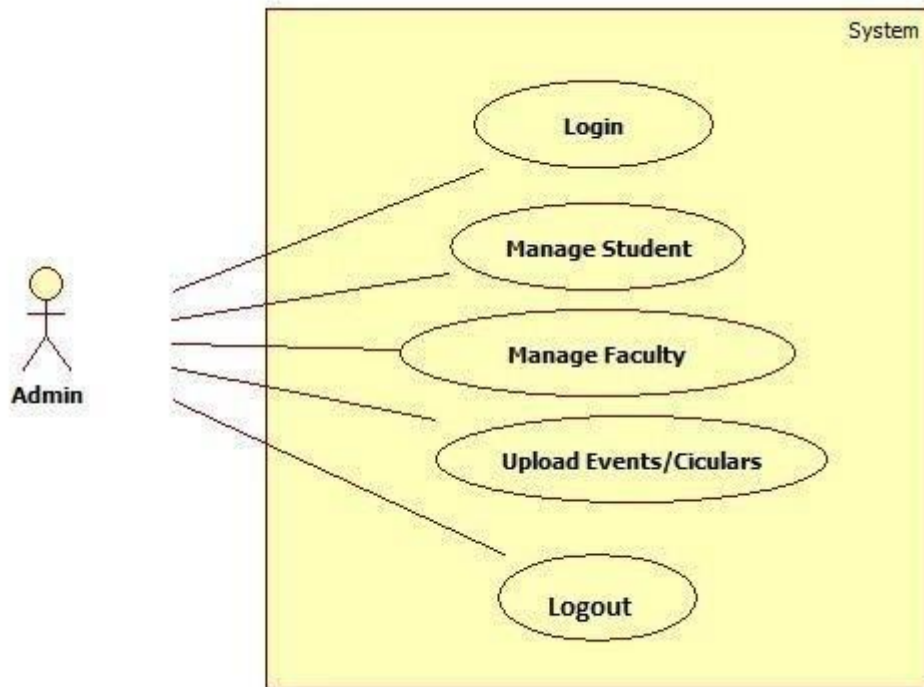 System
Login
Manage Student
Manage Faculty
Admin
Upload Events/Ciculars
Logout